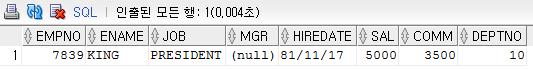 SQL | 인출된 모든 행: 1(0,004초)
EMPNO ENAME JOB MGR HIREDATE SAL COMM DEPTNO
1 7839 KING PRESIDENT (null) 81/11/17 5000 3500 10